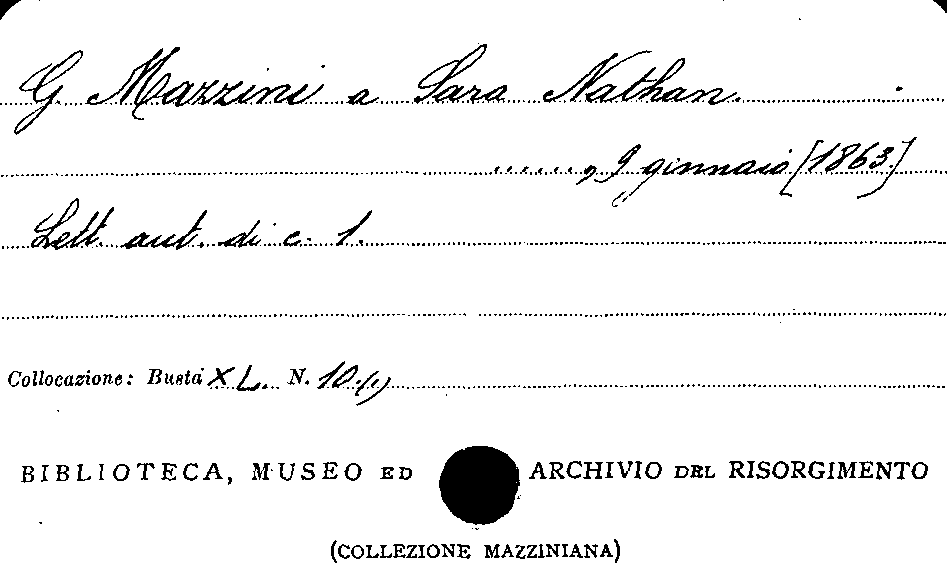 G. Mazzini a Sara Nathan.
......, 9 gennaio [1863]
Lett. aut. di c. 1.
Collocazione: Busta XL. N. 10.(1)
BIBLIOTECA, MUSEO ED ARCHIVIO DEL RISORGIMENTO
(COLLEZIONE MAZZINIANA)